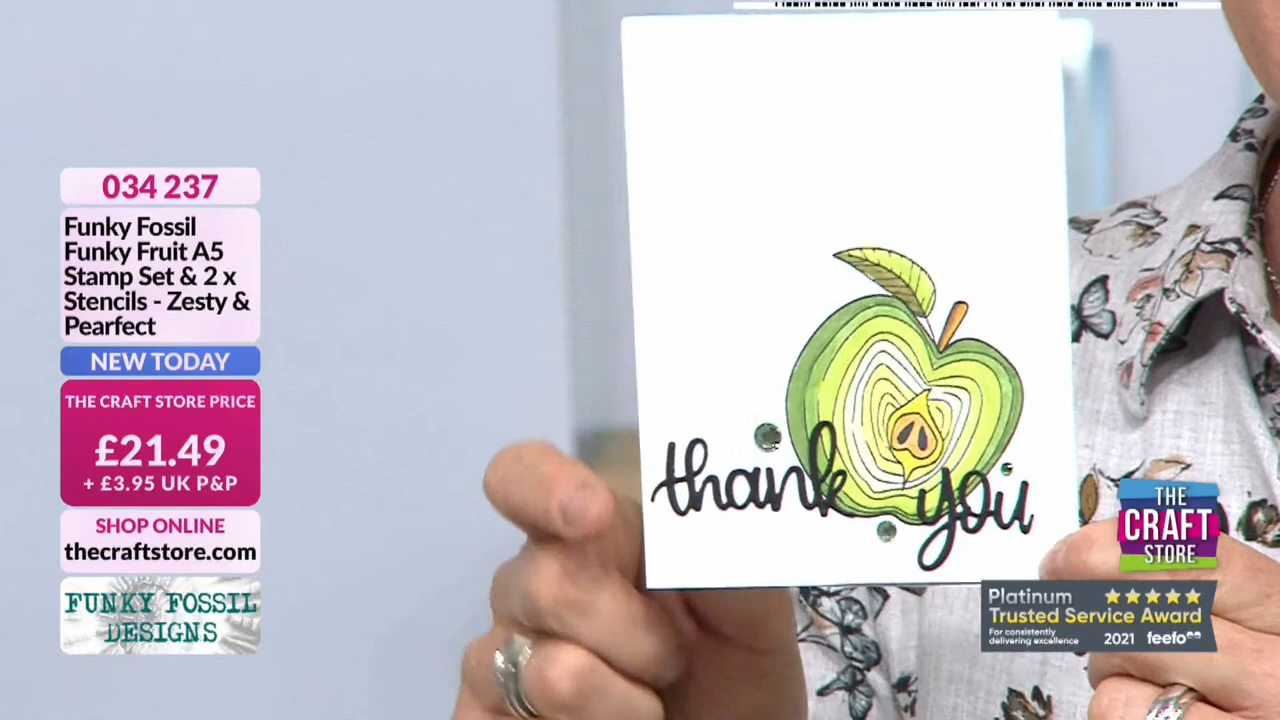 034 237
Funky Fossil
Funky Fruit A5
Stamp Set & 2 x
Stencils - Zesty &
Pearfect
NEW TODAY
THE CRAFT STORE PRICE
£21.49
+ £3.95 UK P&P
SHOP ONLINE
thecraftstore.com
FUNKY FOSSIL
DESIGNS
thank you
THE
CRAFT
STORE
Platinum
Trusted Service Award
For consistently
delivering excellence
2021 feefo